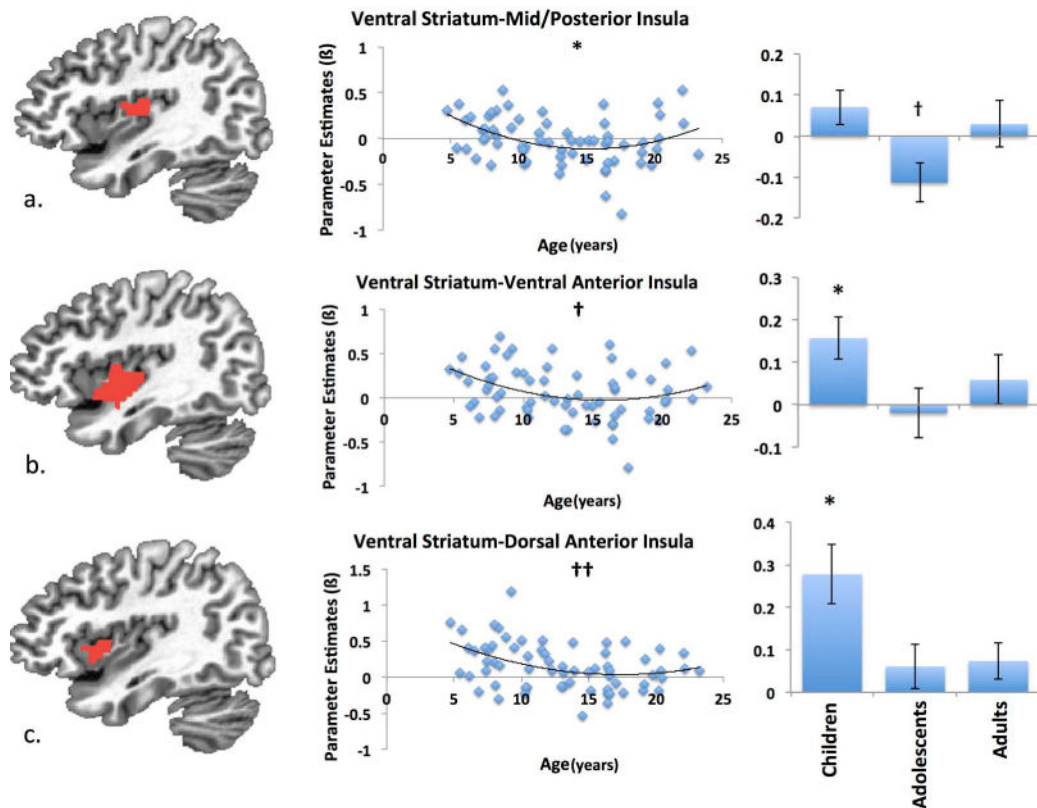 Ventral Striatum-Mid/Posterior Insula
*
Parameter Estimates (ß)
1
0.5
0
-0.5
-1
0 5 10 15 20 25
Age (years)
0.2
0.1
0
-0.1
-0.2
†
a.
Ventral Striatum-Ventral Anterior Insula
†
Parameter Estimates (ß)
1
0.5
0
-0.5
-1
0 5 10 15 20 25
Age (years)
0.3
0.2
0.1
0
-0.1
*
b.
Ventral Striatum-Dorsal Anterior Insula
††
Parameter Estimates (ß)
1.5
1
0.5
0
-0.5
-1
0 5 10 15 20 25
Age (years)
*
0.4
0.3
0.2
0.1
0
c.
Children
Adolescents
Adults